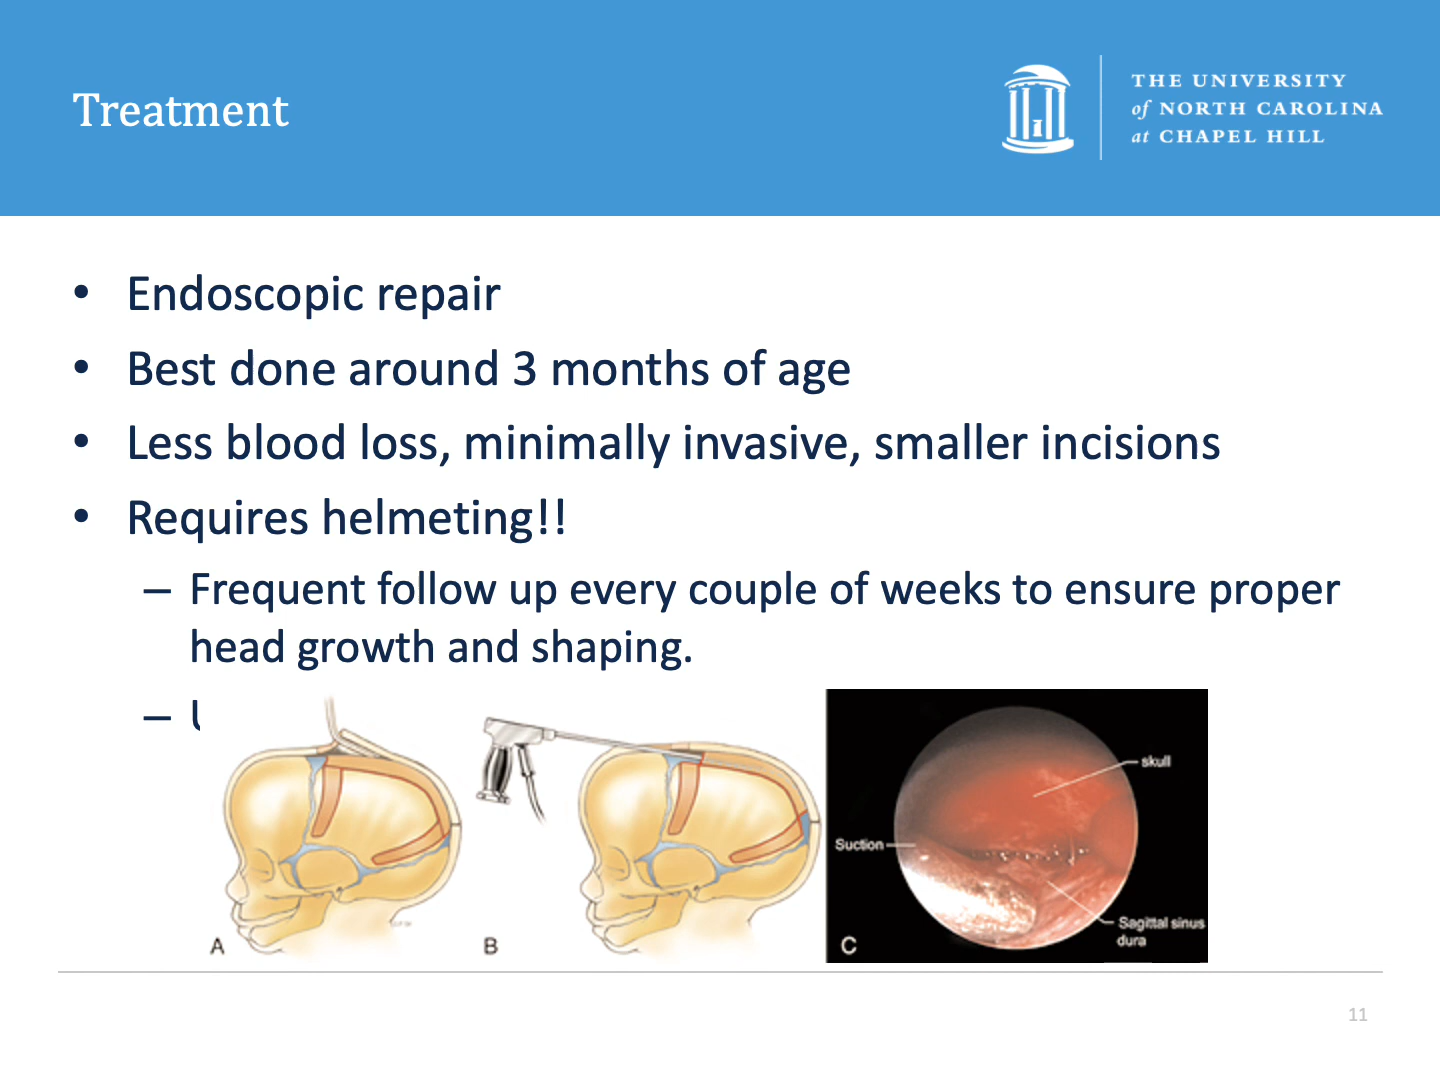 Treatment
THE UNIVERSITY
of NORTH CAROLINA
at CHAPEL HILL
• Endoscopic repair
• Best done around 3 months of age
• Less blood loss, minimally invasive, smaller incisions
• Requires helmeting!!
– Frequent follow up every couple of weeks to ensure proper
head growth and shaping.
–
skull
Suction
Sagittal sinus
dura
A
B
C
11